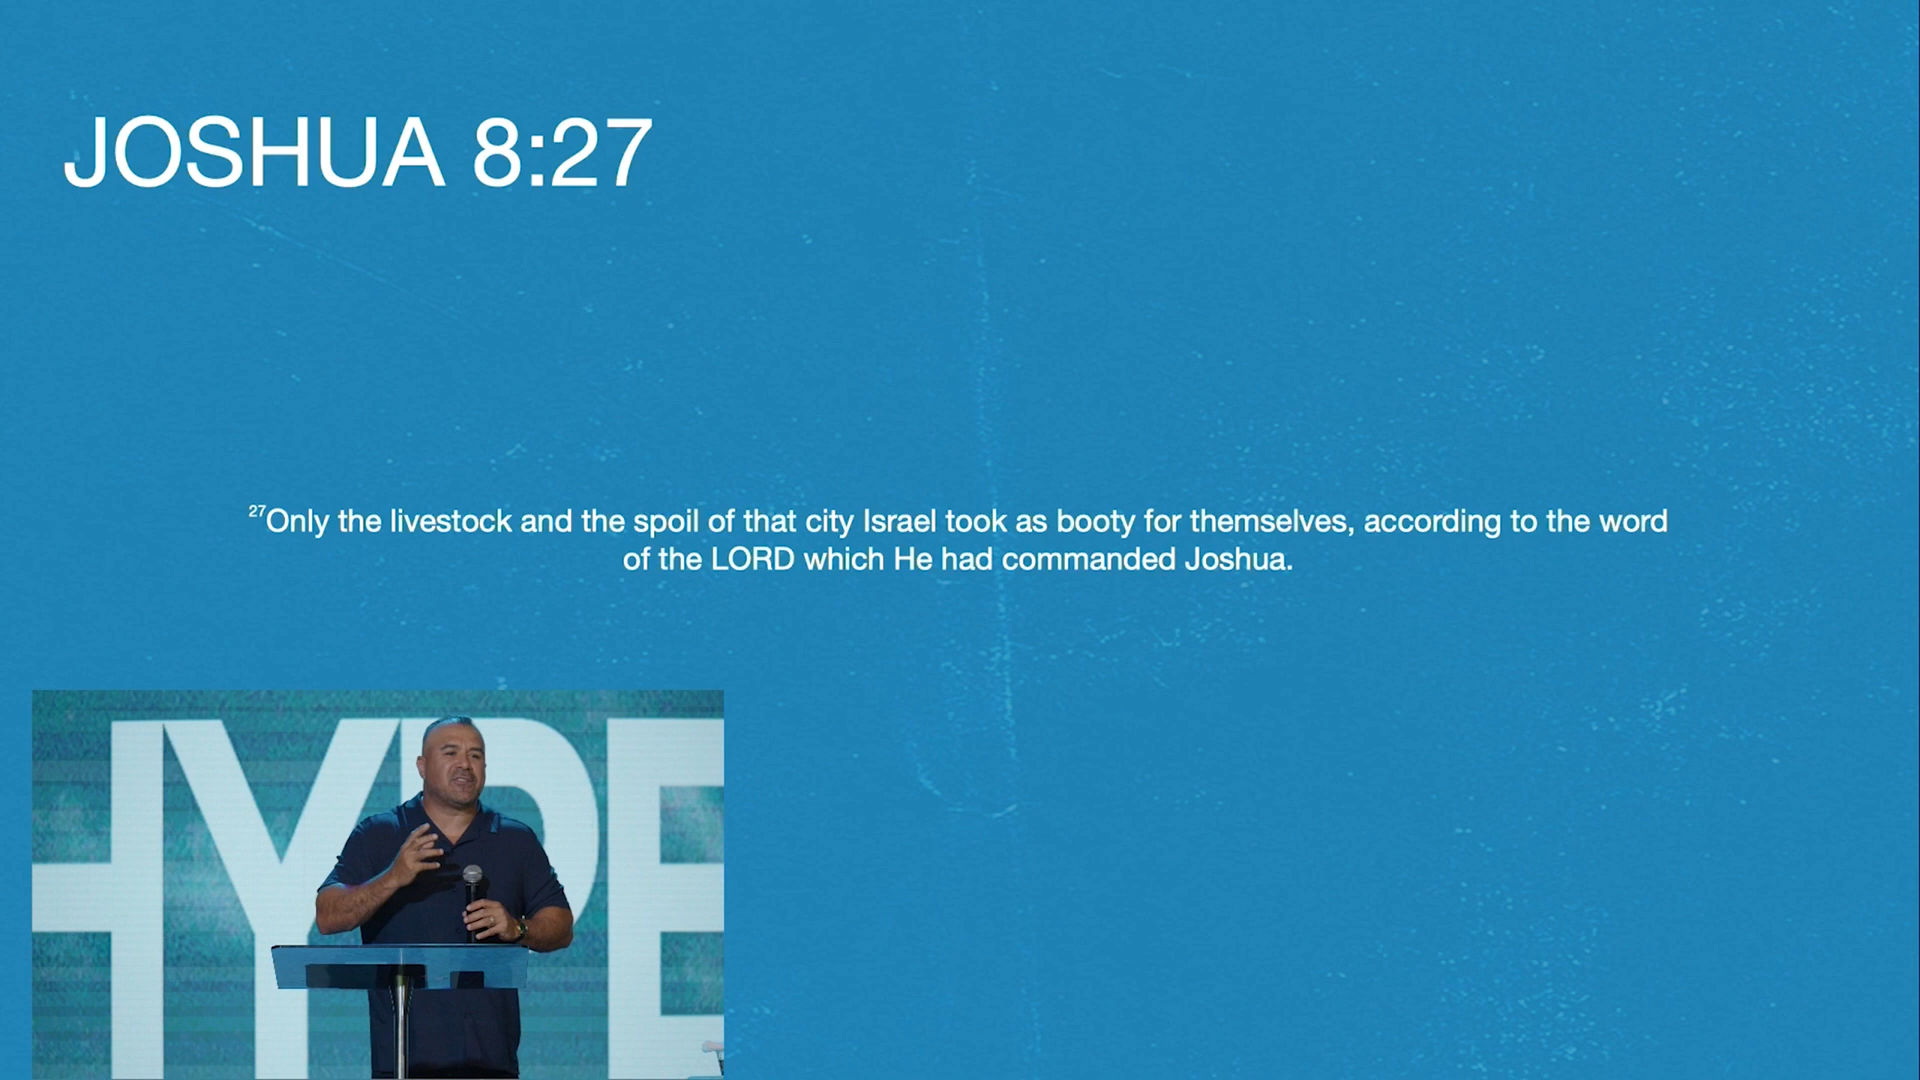 JOSHUA 8:27
27Only the livestock and the spoil of that city Israel took as booty for themselves, according to the word
of the LORD which He had commanded Joshua.
HYPE